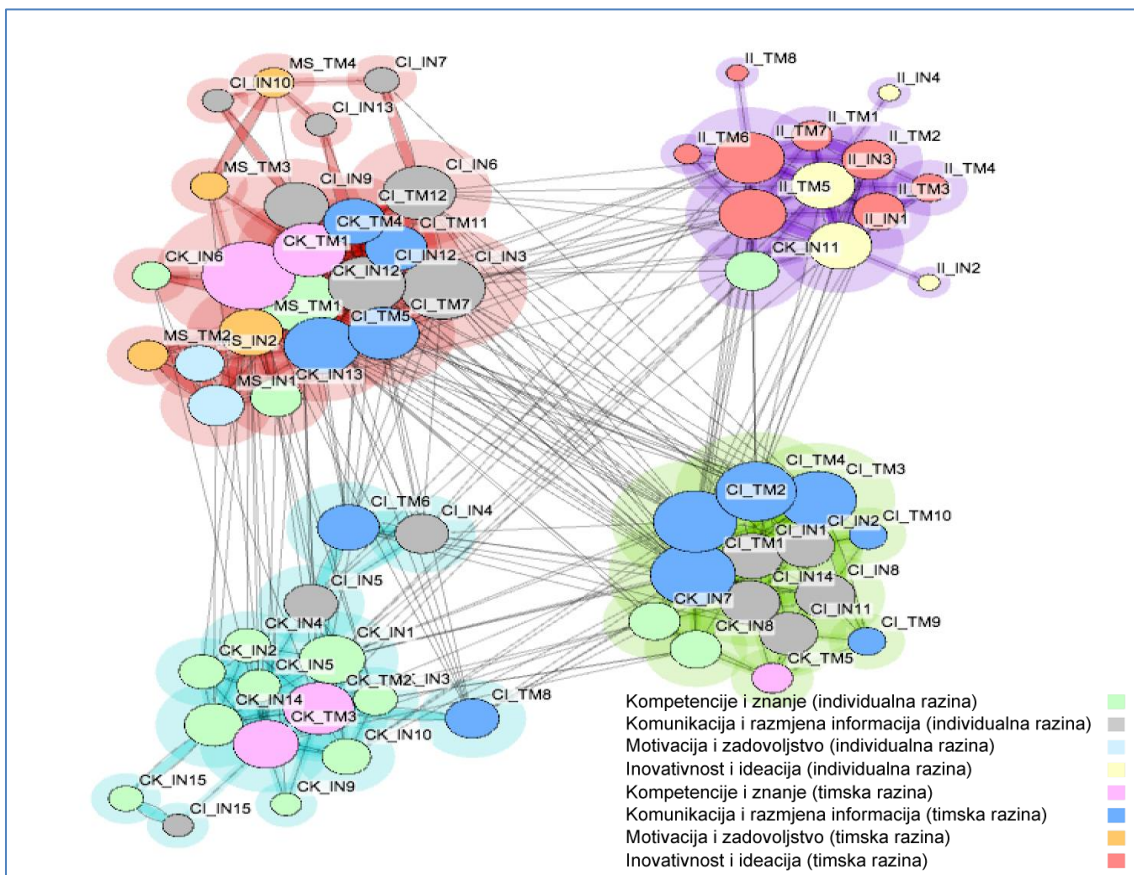 MS_TM4
CI_IN7
CI_IN10
CI_IN13
MS_TM3
CI_IN6
CI_IN9
CI_TM12
CK_TM4
CI_TM11
CK_TM1
CI_IN12
CK_IN6
CK_IN12
CI_IN3
MS_TM1
CI_TM7
CI_TM5
MS_TM2
MS_IN2
CK_IN13
MS_IN1
II_TM8
II_IN4
II_TM1
II_TM6
II_TM7
II_TM2
II_IN3
II_TM4
II_TM5
II_TM3
II_IN1
CK_IN11
II_IN2
CI_TM6
CI_IN4
CI_IN5
CK_IN4
CK_IN1
CK_IN2
CK_IN5
CK_TM2
CK_IN3
CK_IN14
CI_TM8
CK_TM3
CK_IN10
CK_IN15
CK_IN9
CI_IN15
CI_TM4
CI_TM3
CI_TM2
CI_IN2
CI_TM10
CI_IN1
CI_TM1
CI_IN8
CI_IN14
CK_IN7
CI_IN11
CK_IN8
CI_TM9
CK_TM5
Kompetencije i znanje (individualna razina)
Komunikacija i razmjena informacija (individualna razina)
Motivacija i zadovoljstvo (individualna razina)
Inovativnost i ideacija (individualna razina)
Kompetencije i znanje (timska razina)
Komunikacija i razmjena informacija (timska razina)
Motivacija i zadovoljstvo (timska razina)
Inovativnost i ideacija (timska razina)